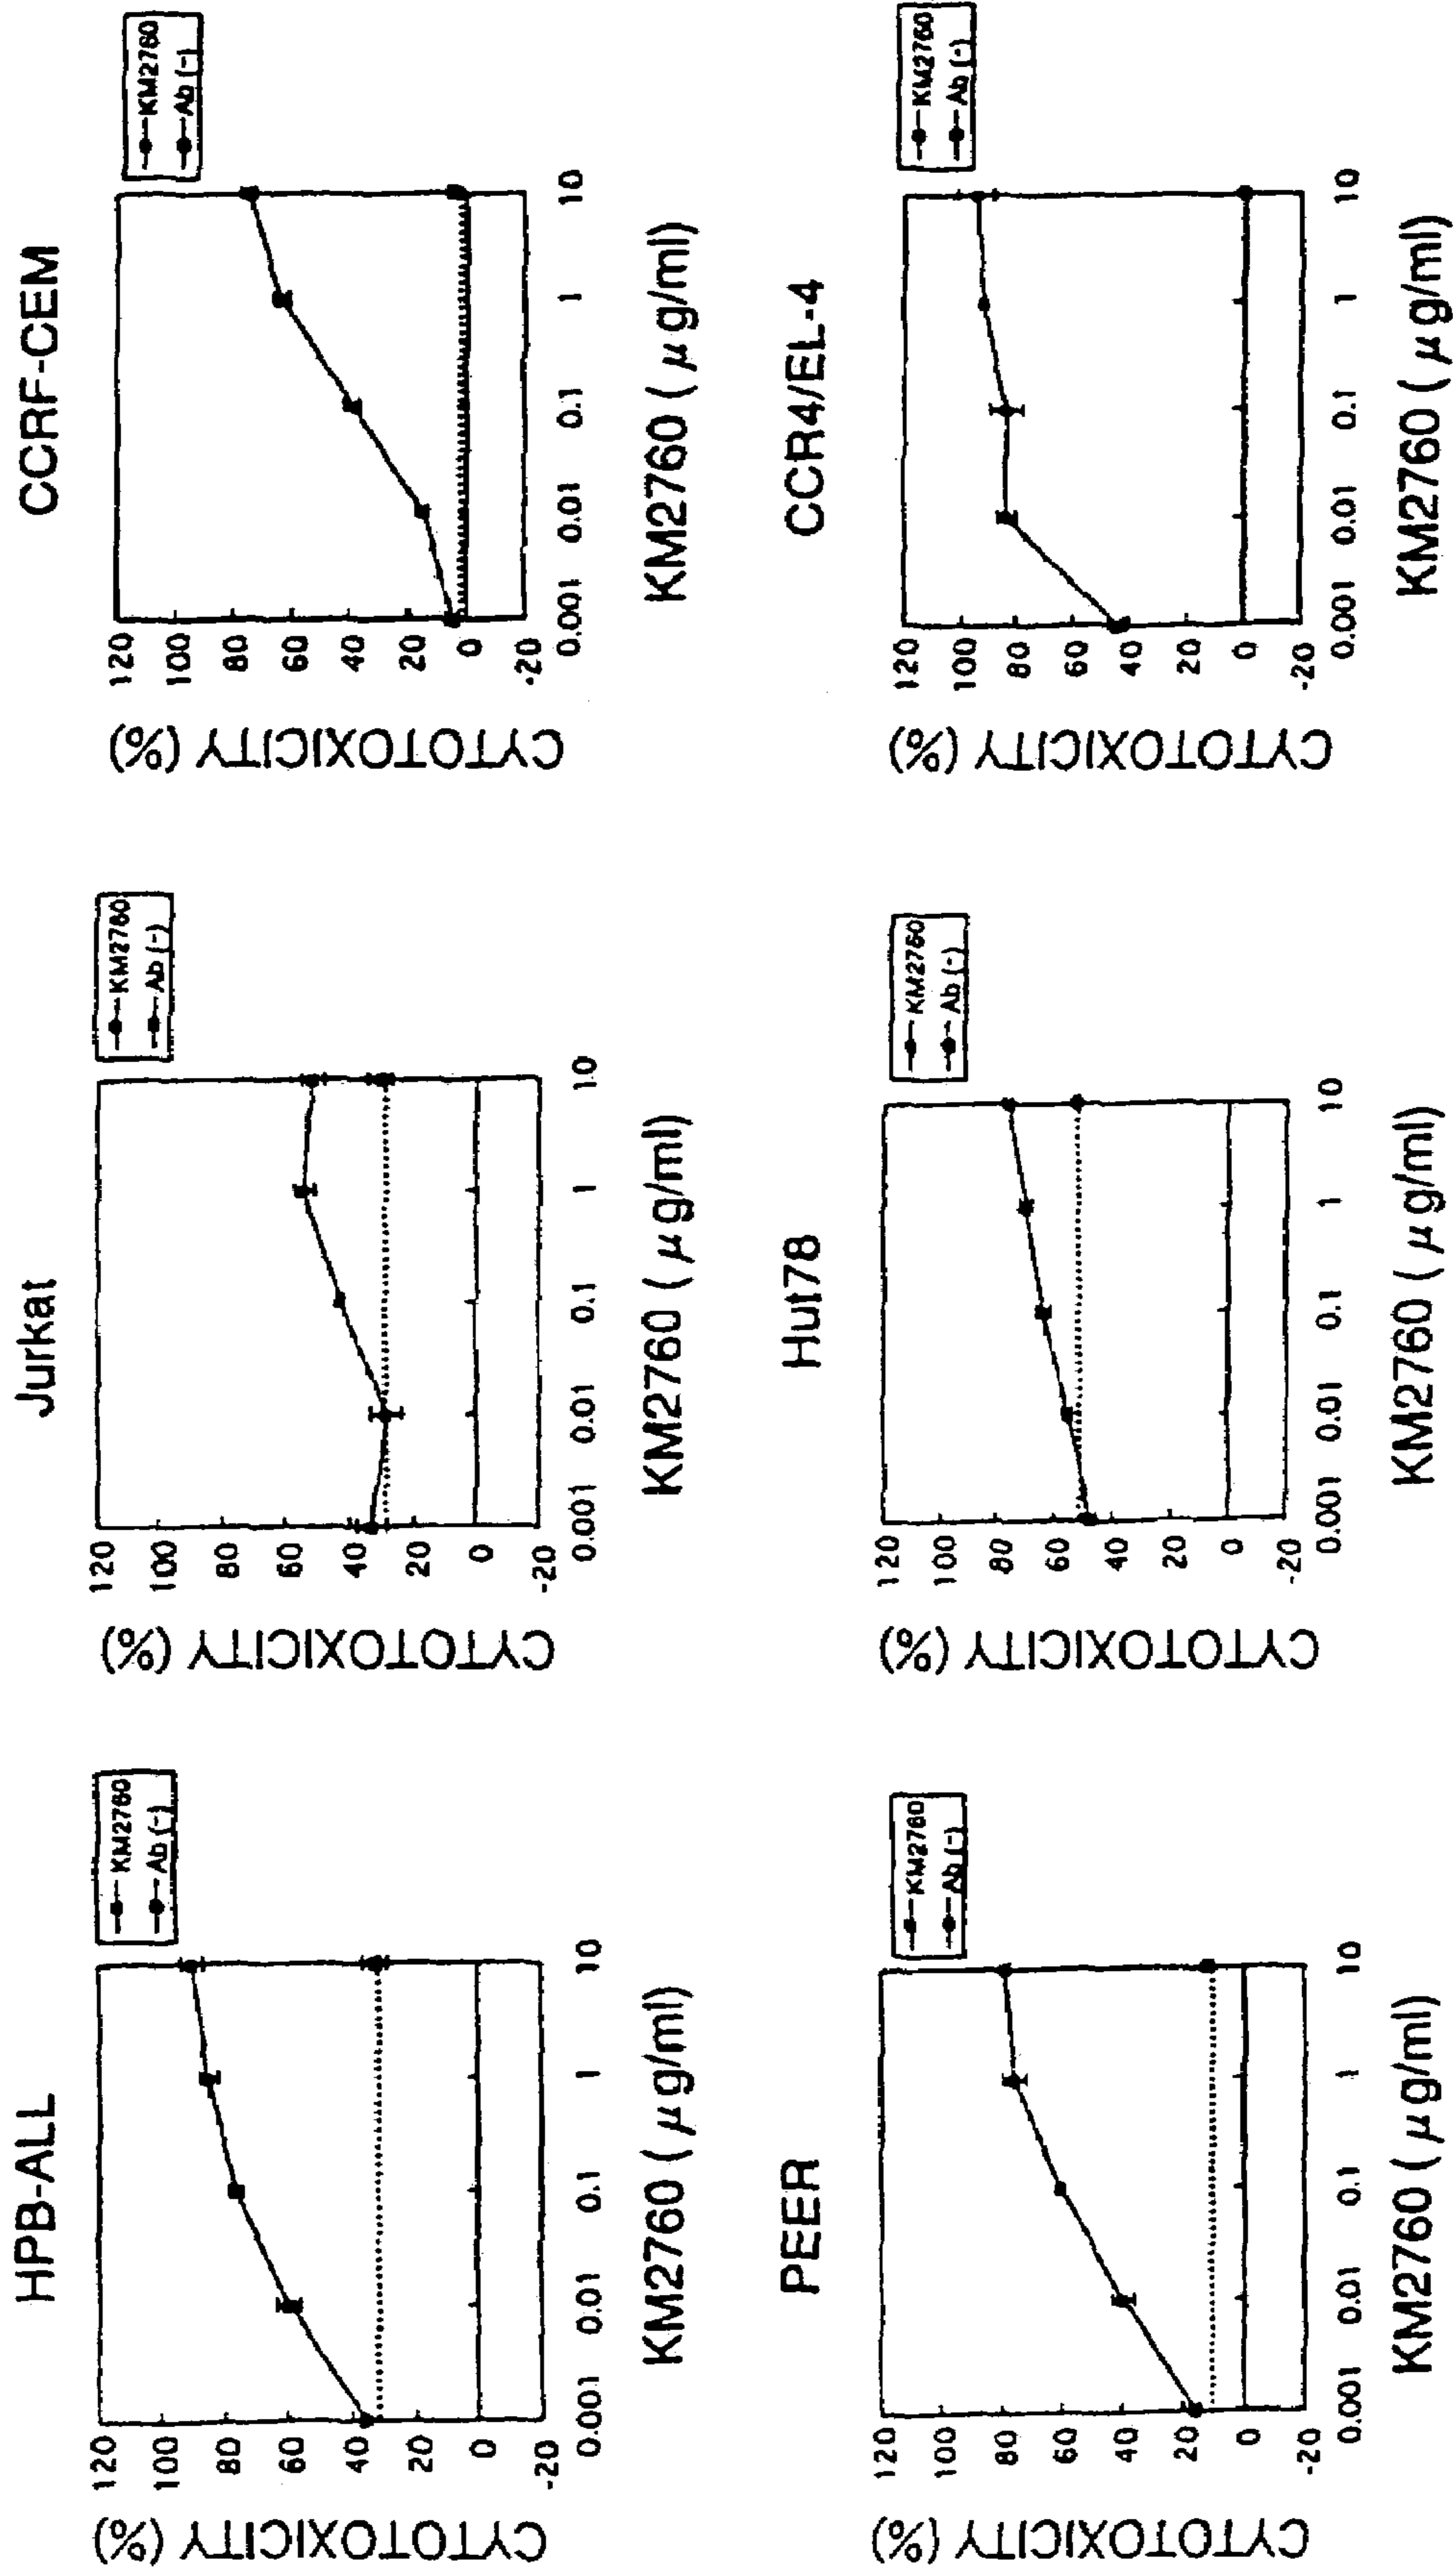 HPB-ALL
KM2760
Ab (-)
CYTOTOXICITY (%)
120
100
80
60
40
20
0
-20
0.001 0.01 0.1 1 10
KM2760 ( μ g/ml)
Jurkat
KM2760
Ab (-)
CYTOTOXICITY (%)
120
100
80
60
40
20
0
-20
0.001 0.01 0.1 1 10
KM2760 ( μ g/ml)
CCRF-CEM
KM2760
Ab (-)
CYTOTOXICITY (%)
120
100
80
60
40
20
0
-20
0.001 0.01 0.1 1 10
KM2760 ( μ g/ml)
PEER
KM2760
Ab (-)
CYTOTOXICITY (%)
120
100
80
60
40
20
0
-20
0.001 0.01 0.1 1 10
KM2760 ( μ g/ml)
Hut78
KM2760
Ab (-)
CYTOTOXICITY (%)
120
100
80
60
40
20
0
-20
0.001 0.01 0.1 1 10
KM2760 ( μ g/ml)
CCR4/EL-4
KM2760
Ab (-)
CYTOTOXICITY (%)
120
100
80
60
40
20
0
-20
0.001 0.01 0.1 1 10
KM2760 ( μ g/ml)